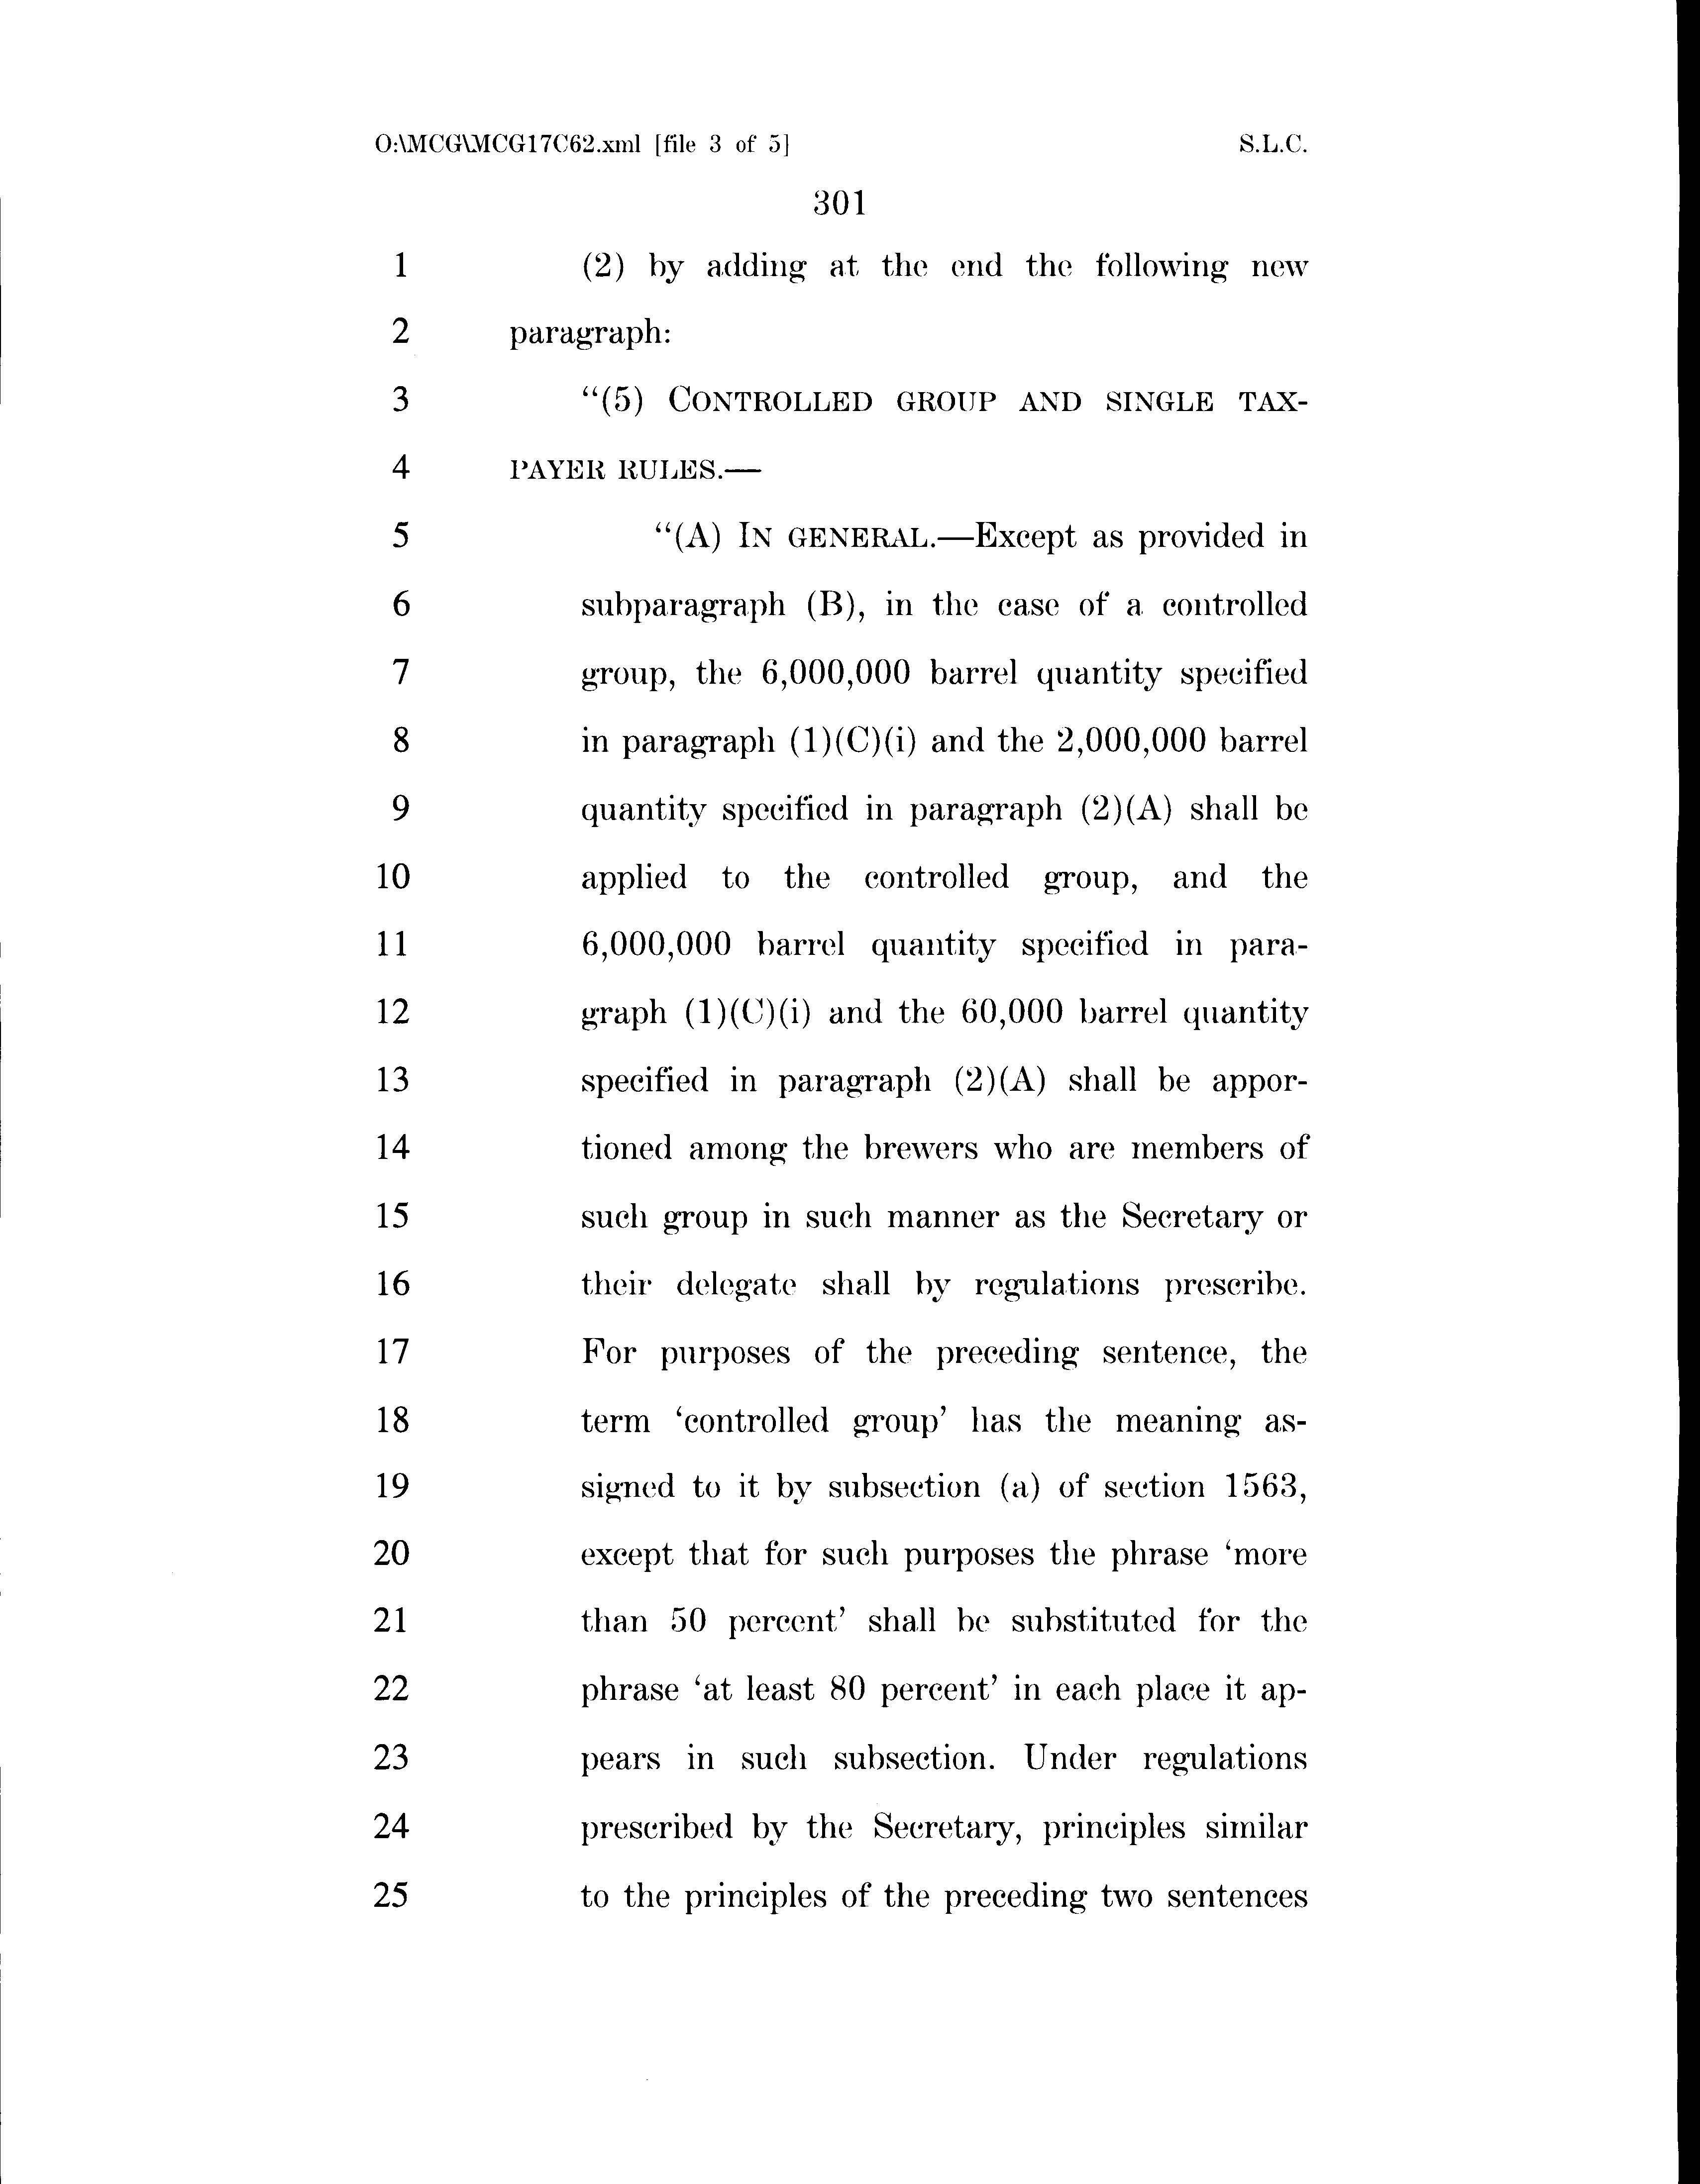 O:\MCG\MCG17C62.xml [file 3 of 5] S.L.C.
301
1 (2) by adding at the end the following new
2 paragraph:
3 “(5) CONTROLLED GROUP AND SINGLE TAX-
4 PAYER RULES.—
5 “(A) IN GENERAL.—Except as provided in
6 subparagraph (B), in the case of a controlled
7 group, the 6,000,000 barrel quantity specified
8 in paragraph (1)(C)(i) and the 2,000,000 barrel
9 quantity specified in paragraph (2)(A) shall be
10 applied to the controlled group, and the
11 6,000,000 barrel quantity specified in para-
12 graph (1)(C)(i) and the 60,000 barrel quantity
13 specified in paragraph (2)(A) shall be appor-
14 tioned among the brewers who are members of
15 such group in such manner as the Secretary or
16 their delegate shall by regulations prescribe.
17 For purposes of the preceding sentence, the
18 term ‘controlled group’ has the meaning as-
19 signed to it by subsection (a) of section 1563,
20 except that for such purposes the phrase ‘more
21 than 50 percent’ shall be substituted for the
22 phrase ‘at least 80 percent’ in each place it ap-
23 pears in such subsection. Under regulations
24 prescribed by the Secretary, principles similar
25 to the principles of the preceding two sentences